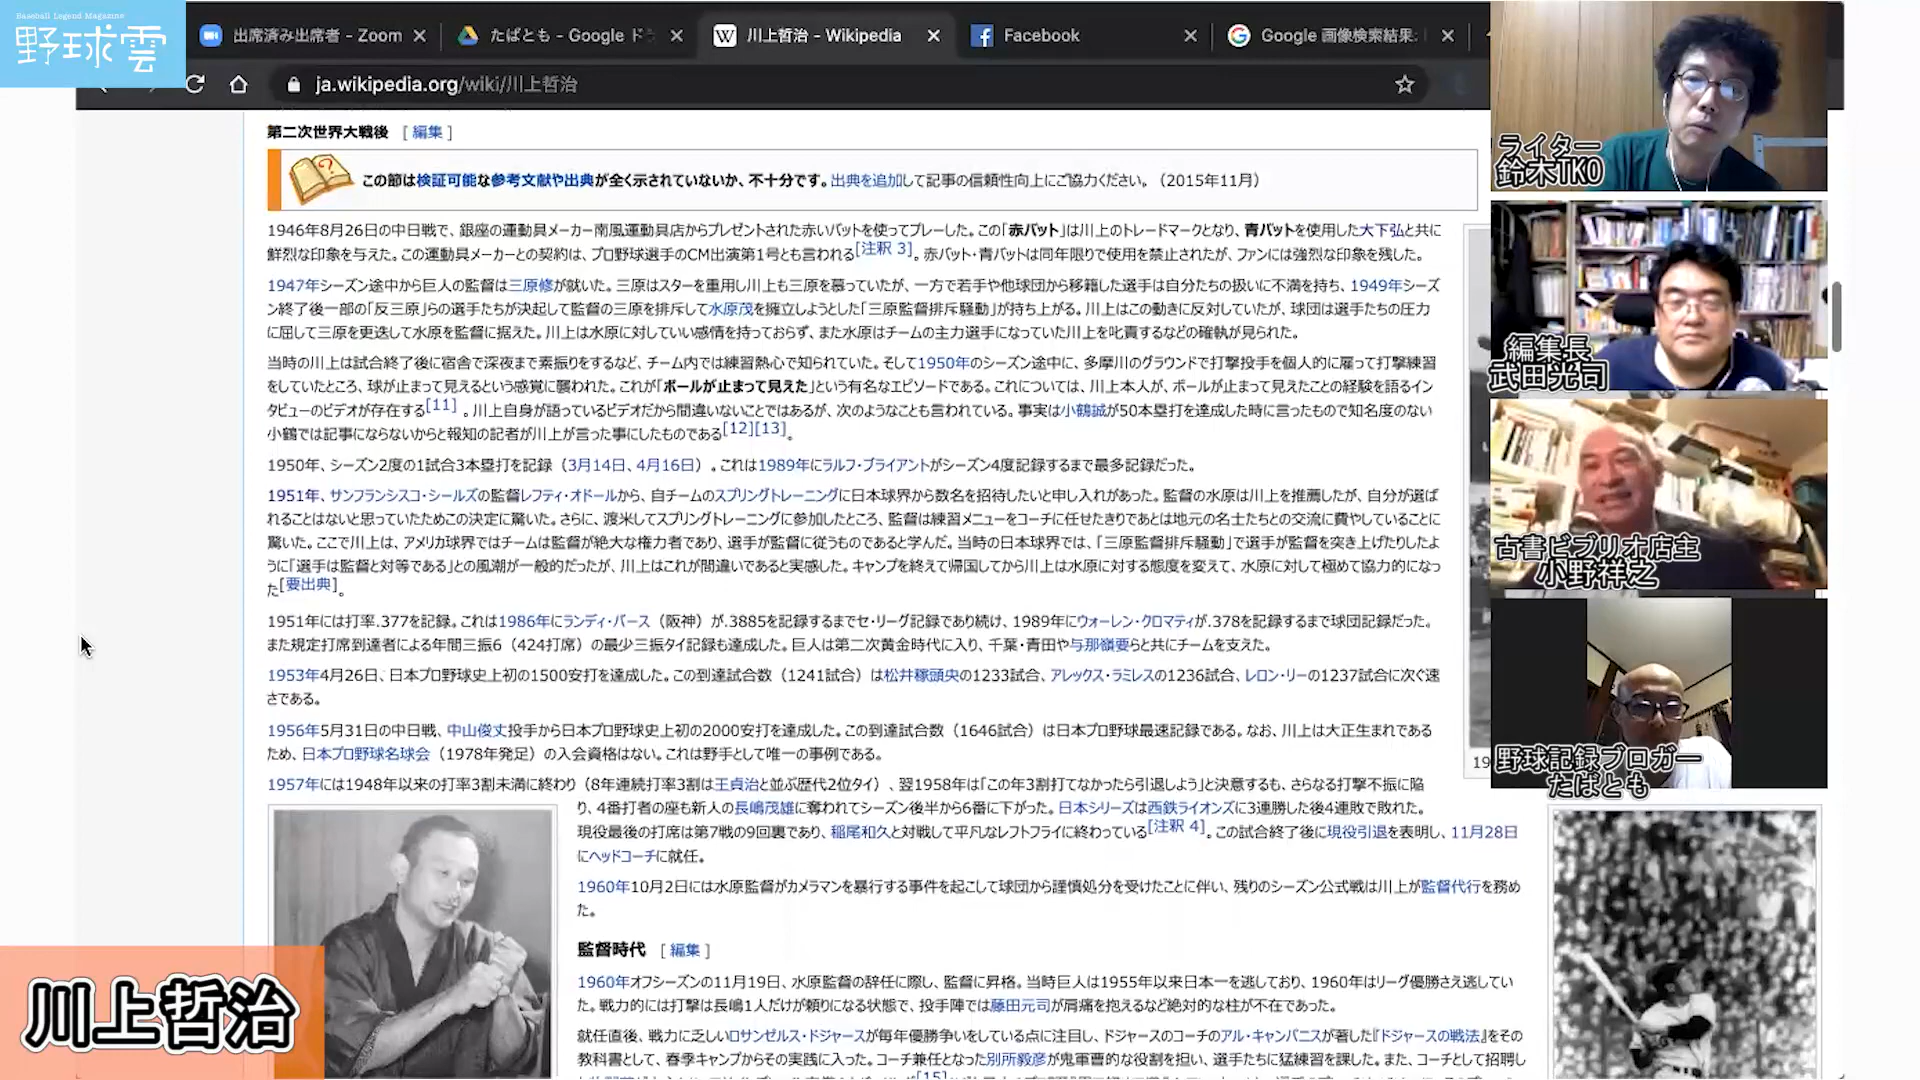 Baseball Legend Magazine
野球雲
出席済み出席者 - Zoom
たばとも - Google ド
川上哲治 - Wikipedia
Facebook
Google 画像検索結果:
ja.wikipedia.org/wiki/川上哲治
第二次世界大戦後 [ 編集 ]
この節は検証可能な参考文献や出典が全く示されていないか、不十分です。出典を追加して記事の信頼性向上にご協力ください。(2015年11月)
1946年8月26日の中日戦で、銀座の運動具メーカー南風運動具店からプレゼントされた赤いバットを使ってプレーした。この「赤バット」は川上のトレードマークとなり、青バットを使用した大下弘と共に
鮮烈な印象を与えた。この運動具メーカーとの契約は、プロ野球選手のCM出演第1号とも言われる[注釈 3]。赤バット・青バットは同年限りで使用を禁止されたが、ファンには強烈な印象を残した。
1947年シーズン途中から巨人の監督は三原修が就いた。三原はスターを重用し川上も三原を慕っていたが、一方で若手や他球団から移籍した選手は自分たちの扱いに不満を持ち、1949年シーズ
ン終了後一部の「反三原」らの選手たちが決起して監督の三原を排斥して水原茂を擁立しようとした「三原監督排斥騒動」が持ち上がる。川上はこの動きに反対していたが、球団は選手たちの圧力
に屈して三原を更迭して水原を監督に据えた。川上は水原に対していい感情を持っておらず、また水原はチームの主力選手になっていた川上を叱責するなどの確執が見られた。
当時の川上は試合終了後に宿舎で深夜まで素振りをするなど、チーム内では練習熱心で知られていた。そして1950年のシーズン途中に、多摩川のグラウンドで打撃投手を個人的に雇って打撃練習
をしていたところ、球が止まって見えるという感覚に襲われた。これが「ボールが止まって見えた」という有名なエピソードである。これについては、川上本人が、ボールが止まって見えたことの経験を語るイン
タビューのビデオが存在する[11] 。川上自身が語っているビデオだから間違いないことではあるが、次のようなことも言われている。事実は小鶴誠が50本塁打を達成した時に言ったもので知名度のない
小鶴では記事にならないからと報知の記者が川上が言った事にしたものである[12][13]。
1950年、シーズン2度の1試合3本塁打を記録(3月14日、4月16日)。これは1989年にラルフ・ブライアントがシーズン4度記録するまで最多記録だった。
1951年、サンフランシスコ・シールズの監督レフティ・オドールから、自チームのスプリングトレーニングに日本球界から数名を招待したいと申し入れがあった。監督の水原は川上を推薦したが、自分が選ば
れることはないと思っていたためこの決定に驚いた。さらに、渡米してスプリングトレーニングに参加したところ、監督は練習メニューをコーチに任せたきりであとは地元の名士たちとの交流に費やしていることに
驚いた。ここで川上は、アメリカ球界ではチームは監督が絶大な権力者であり、選手が監督に従うものであると学んだ。当時の日本球界では、「三原監督排斥騒動」で選手が監督を突き上げたりしたよ
うに「選手は監督と対等である」との風潮が一般的だったが、川上はこれが間違いであると実感した。キャンプを終えて帰国してから川上は水原に対する態度を変えて、水原に対して極めて協力的になっ
た[要出典]。
1951年には打率.377を記録。これは1986年にランディ・バース(阪神)が.3885を記録するまでセ・リーグ記録であり続け、1989年にウォーレン・クロマティが.378を記録するまで球団記録だった。
また規定打席到達者による年間三振6(424打席)の最少三振タイ記録も達成した。巨人は第二次黄金時代に入り、千葉・青田や与那嶺要らと共にチームを支えた。
1953年4月26日、日本プロ野球史上初の1500安打を達成した。この到達試合数(1241試合)は松井稼頭央の1233試合、アレックス・ラミレスの1236試合、レロン・リーの1237試合に次ぐ速
さである。
1956年5月31日の中日戦、中山俊丈投手から日本プロ野球史上初の2000安打を達成した。この到達試合数(1646試合)は日本プロ野球最速記録である。なお、川上は大正生まれである
ため、日本プロ野球名球会(1978年発足)の入会資格はない。これは野手として唯一の事例である。
1957年には1948年以来の打率3割未満に終わり(8年連続打率3割は王貞治と並ぶ歴代2位タイ)、翌1958年は「この年3割打てなかったら引退しよう」と決意するも、さらなる打撃不振に陥
り、4番打者の座も新人の長嶋茂雄に奪われてシーズン後半から6番に下がった。日本シリーズは西鉄ライオンズに3連勝した後4連敗で敗れた。
現役最後の打席は第7戦の9回裏であり、稲尾和久と対戦して平凡なレフトフライに終わっている[注釈 4]。この試合終了後に現役引退を表明し、11月28日
にヘッドコーチに就任。
1960年10月2日には水原監督がカメラマンを暴行する事件を起こして球団から謹慎処分を受けたことに伴い、残りのシーズン公式戦は川上が監督代行を務め
た。
監督時代 [ 編集 ]
1960年オフシーズンの11月19日、水原監督の辞任に際し、監督に昇格。当時巨人は1955年以来日本一を逃しており、1960年はリーグ優勝さえ逃してい
た。戦力的には打撃は長嶋1人だけが頼りになる状態で、投手陣では藤田元司が肩痛を抱えるなど絶対的な柱が不在であった。
就任直後、戦力に乏しいロサンゼルス・ドジャースが毎年優勝争いをしている点に注目し、ドジャースのコーチのアル・キャンパニスが著した『ドジャースの戦法』をその
教科書として、春季キャンプからその実践に入った。コーチ兼任となった別所毅彦が鬼軍曹的な役割を担い、選手たちに猛練習を課した。また、コーチとして招聘し
[15]
19
ライター
鈴木TKO
編集長
武田光司
古書ビブリオ店主
小野祥之
野球記録ブロガー
たばとも
川上哲治